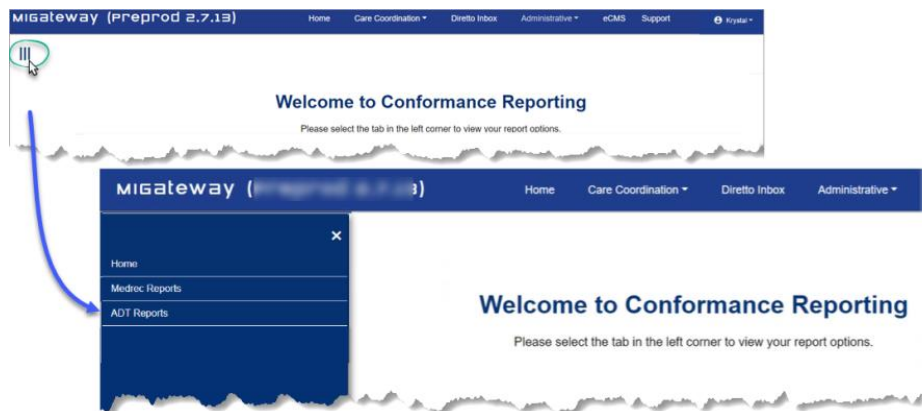 MIGateway (Preprod 2.7.13) Home Care Coordination Diretto Inbox Administrative eCMS Support Krystal
Welcome to Conformance Reporting
Please select the tab in the left corner to view your report options.
MIGateway ( ) Home Care Coordination Diretto Inbox Administrative
Home
Medrec Reports
ADT Reports
Welcome to Conformance Reporting
Please select the tab in the left corner to view your report options.